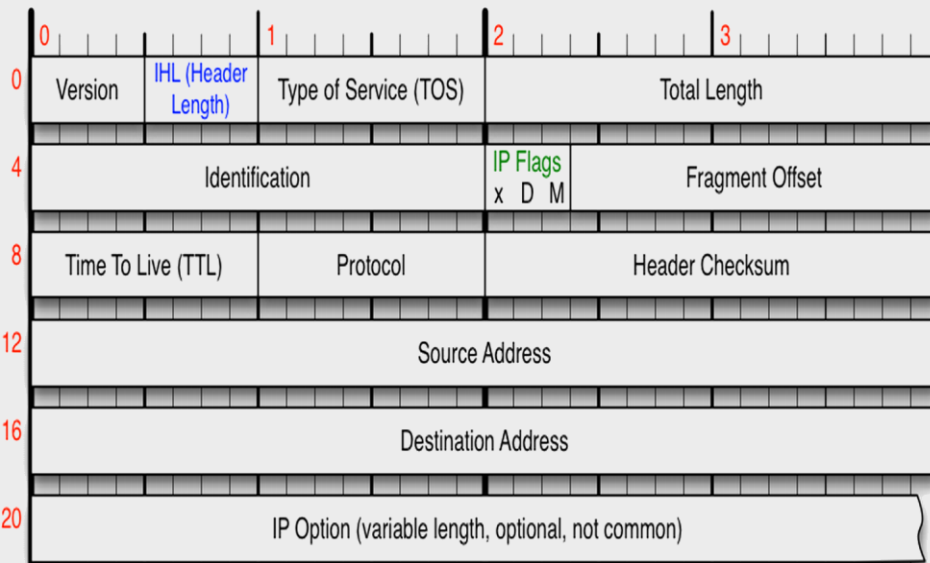 0 1 2 3
0
Version
IHL (Header
Length)
Type of Service (TOS)
Total Length
4
Identification
IP Flags
x D M
Fragment Offset
8
Time To Live (TTL)
Protocol
Header Checksum
12
Source Address
16
Destination Address
20
IP Option (variable length, optional, not common)